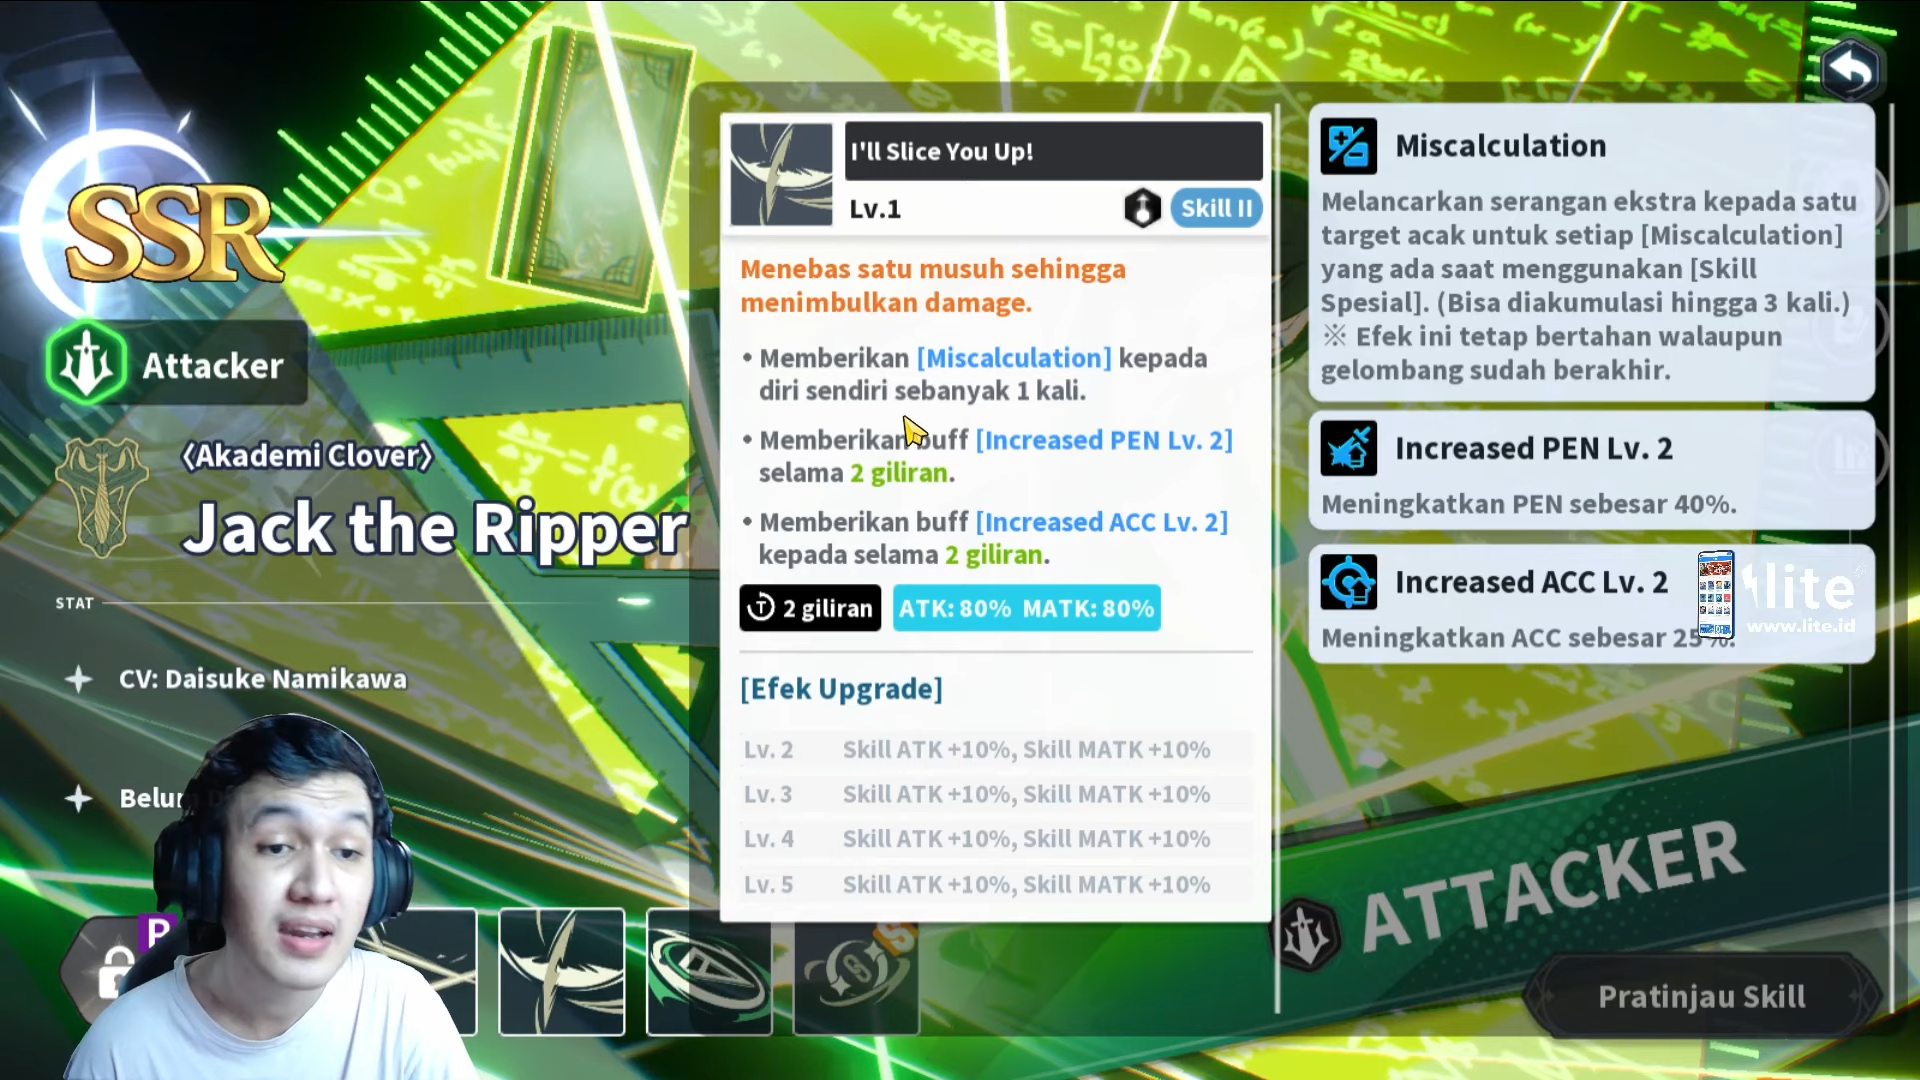 SSR
Attacker
〈Akademi Clover〉
Jack the Ripper
STAT
CV: Daisuke Namikawa
P
I'll Slice You Up!
Lv.1
Skill II
Menebas satu musuh sehingga
menimbulkan damage.
• Memberikan [Miscalculation] kepada
diri sendiri sebanyak 1 kali.
• Memberikan buff [Increased PEN Lv. 2]
selama 2 giliran.
• Memberikan buff [Increased ACC Lv. 2]
kepada selama 2 giliran.
2 giliran
ATK: 80% MATK: 80%
[Efek Upgrade]
Lv. 2 Skill ATK +10%, Skill MATK +10%
Lv. 3 Skill ATK +10%, Skill MATK +10%
Lv. 4 Skill ATK +10%, Skill MATK +10%
Lv. 5 Skill ATK +10%, Skill MATK +10%
Miscalculation
Melancarkan serangan ekstra kepada satu
target acak untuk setiap [Miscalculation]
yang ada saat menggunakan [Skill
Spesial]. (Bisa diakumulasi hingga 3 kali.)
※ Efek ini tetap bertahan walaupun
gelombang sudah berakhir.
Increased PEN Lv. 2
Meningkatkan PEN sebesar 40%.
Increased ACC Lv. 2
Meningkatkan ACC sebesar 25%.
lite
www.lite.id
ATTACKER
Pratinjau Skill